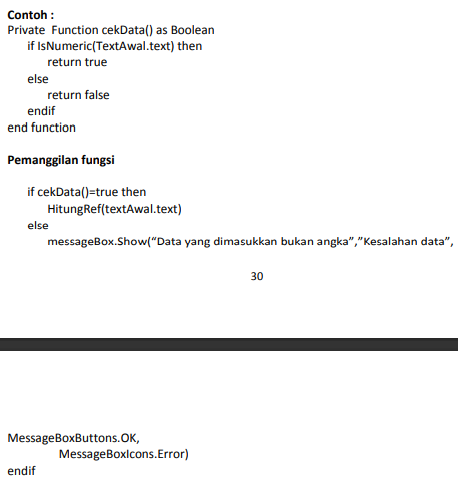 Contoh :
Private Function cekData() as Boolean
if IsNumeric(TextAwal.text) then
return true
else
return false
endif
end function
Pemanggilan fungsi
if cekData()=true then
HitungRef(textAwal.text)
else
messageBox.Show(“Data yang dimasukkan bukan angka”,”Kesalahan data”,
30
MessageBoxButtons.OK,
MessageBoxIcons.Error)
endif